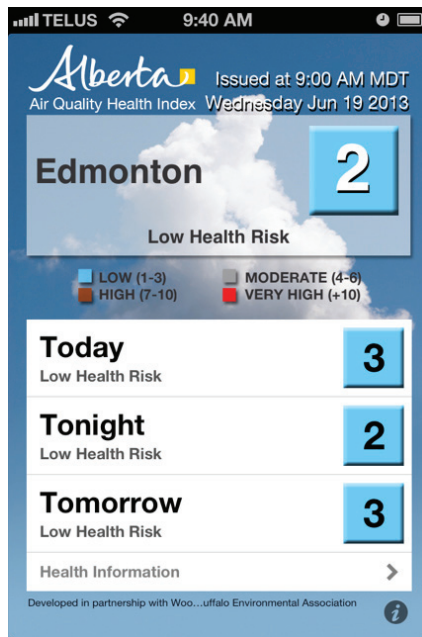 TELUS 9:40 AM
Alberta Issued at 9:00 AM MDT
Air Quality Health Index Wednesday Jun 19 2013
Edmonton 2
Low Health Risk
LOW (1-3) MODERATE (4-6)
HIGH (7-10) VERY HIGH (+10)
Today 3
Low Health Risk
Tonight 2
Low Health Risk
Tomorrow 3
Low Health Risk
Health Information >
Developed in partnership with Woo...uffalo Environmental Association i